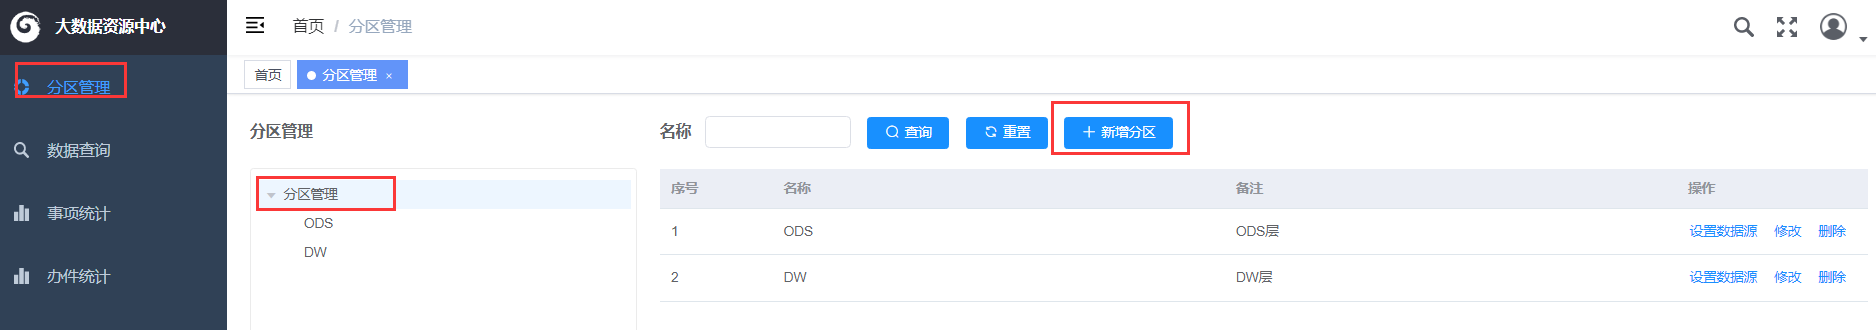 大数据资源中心
分区管理
数据查询
事项统计
办件统计
首页 / 分区管理
首页 分区管理 ×
分区管理
分区管理
ODS
DW
名称 查询 重置 新增分区
序号 名称 备注 操作
1 ODS ODS层 设置数据源 修改 删除
2 DW DW层 设置数据源 修改 删除